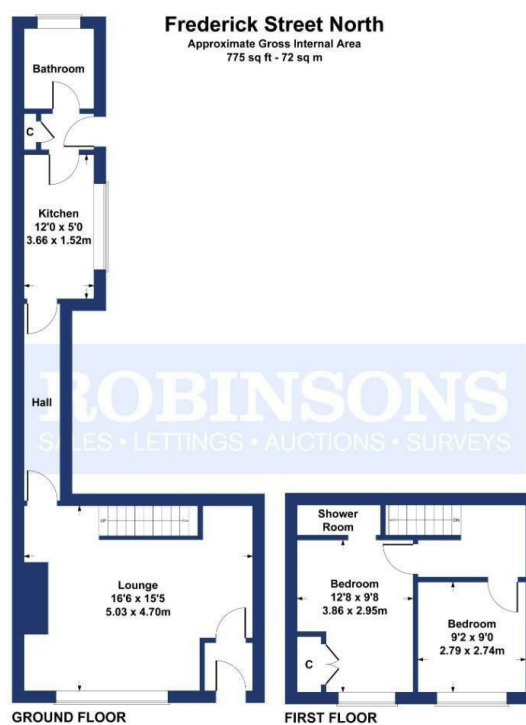 Frederick Street North
Approximate Gross Internal Area
775 sq ft - 72 sq m
Bathroom
C
Kitchen
12'0 x 5'0
3.66 x 1.52m
ROBINSONS
SALES • LETTINGS • AUCTIONS • SURVEYS
Hall
UP
Lounge
16'6 x 15'5
5.03 x 4.70m
GROUND FLOOR
Shower
Room
DN
Bedroom
12'8 x 9'8
3.86 x 2.95m
Bedroom
9'2 x 9'0
2.79 x 2.74m
C
FIRST FLOOR